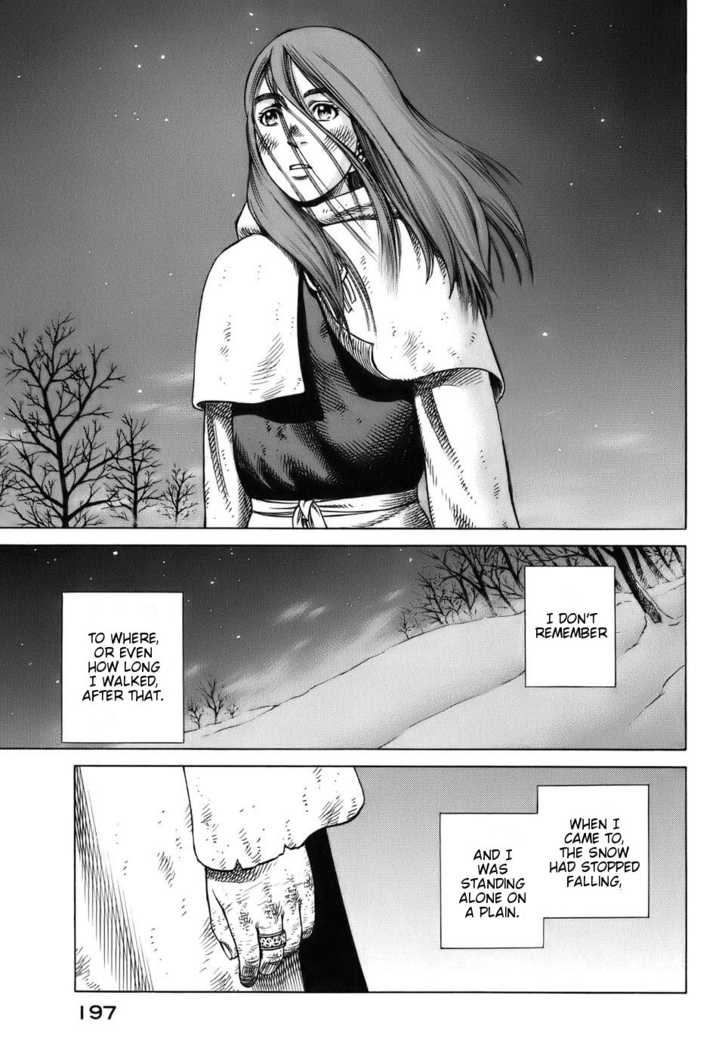 I DON'T
REMEMBER
TO WHERE,
OR EVEN
HOW LONG
I WALKED,
AFTER THAT.
WHEN I
CAME TO,
THE SNOW
HAD STOPPED
FALLING,
AND I
WAS
STANDING
ALONE ON
A PLAIN.
197